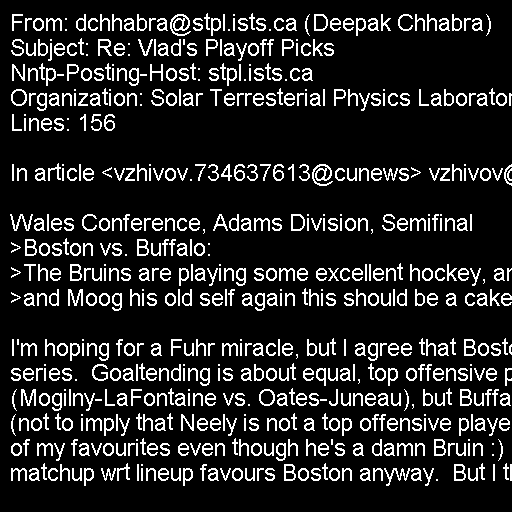 From: dchhabra@stpl.ists.ca (Deepak Chhabra)
Subject: Re: Vlad's Playoff Picks
Nntp-Posting-Host: stpl.ists.ca
Organization: Solar Terresterial Physics Laborator
Lines: 156

In article <vzhivov.734637613@cunews> vzhivov@

Wales Conference, Adams Division, Semifinal
>Boston vs. Buffalo:
>The Bruins are playing some excellent hockey, an
>and Moog his old self again this should be a cake

I'm hoping for a Fuhr miracle, but I agree that Bost
series.  Goaltending is about equal, top offensive p
(Mogilny-LaFontaine vs. Oates-Juneau), but Buffa
(not to imply that Neely is not a top offensive playe
of my favourites even though he's a damn Bruin :)
matchup wrt lineup favours Boston anyway.  But I th